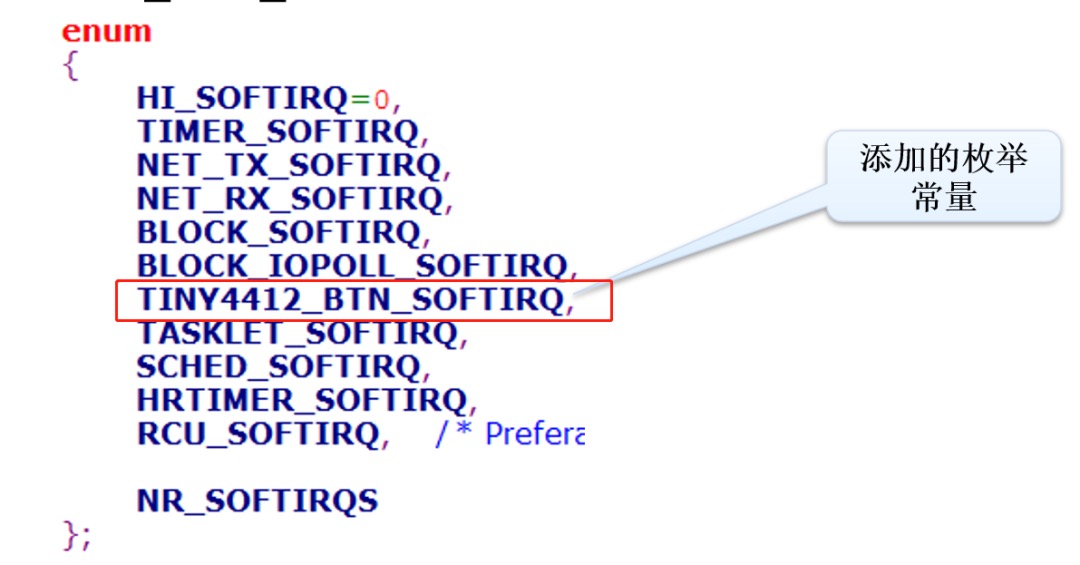 enum
{
HI_SOFTIRQ=0,
TIMER_SOFTIRQ,
NET_TX_SOFTIRQ,
NET_RX_SOFTIRQ,
BLOCK_SOFTIRQ,
BLOCK_IOPOLL_SOFTIRQ,
TINY4412_BTN_SOFTIRQ,
TASKLET_SOFTIRQ,
SCHED_SOFTIRQ,
HRTIMER_SOFTIRQ,
RCU_SOFTIRQ, /* Prefera
NR_SOFTIRQS
};
添加的枚举
常量